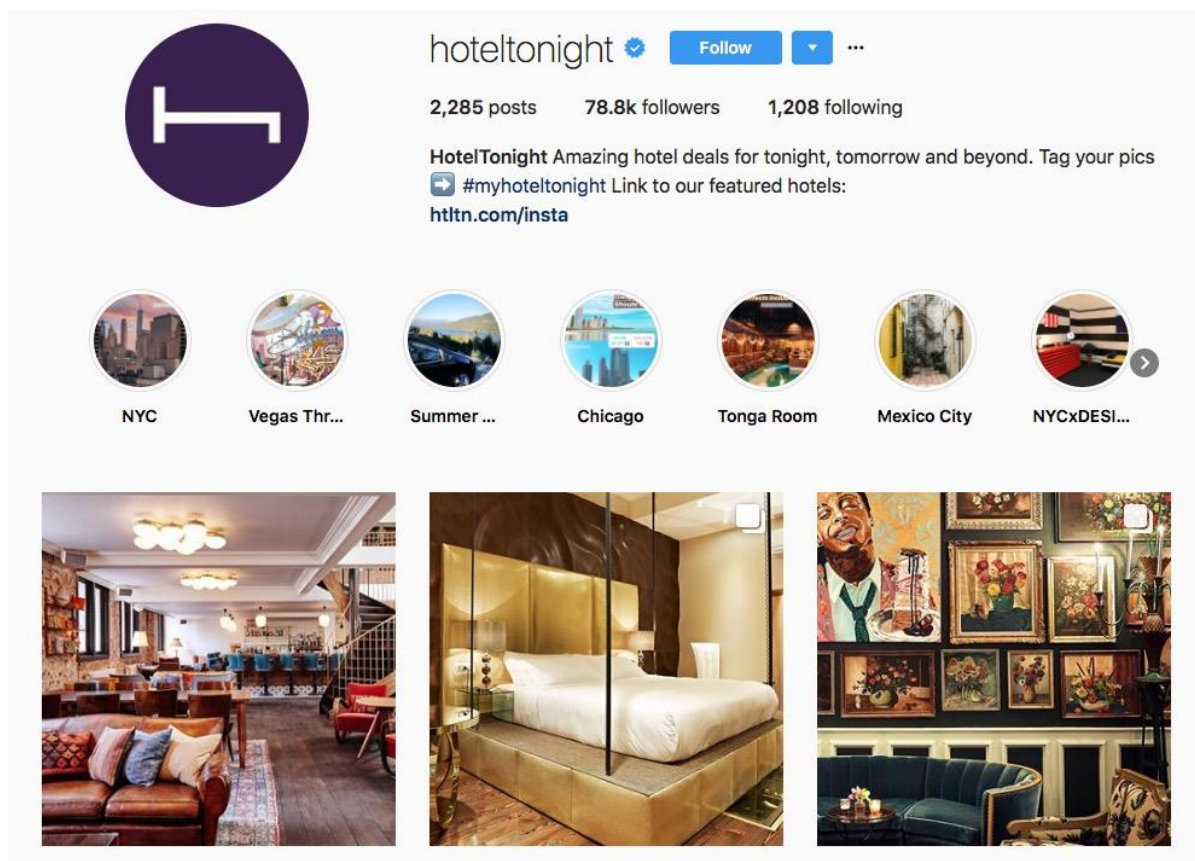 hoteltonight Follow
2,285 posts 78.8k followers 1,208 following
HotelTonight Amazing hotel deals for tonight, tomorrow and beyond. Tag your pics
➡️ #myhoteltonight Link to our featured hotels:
htltn.com/insta
NYC Vegas Thr... Summer ... Chicago Tonga Room Mexico City NYCxDESI...